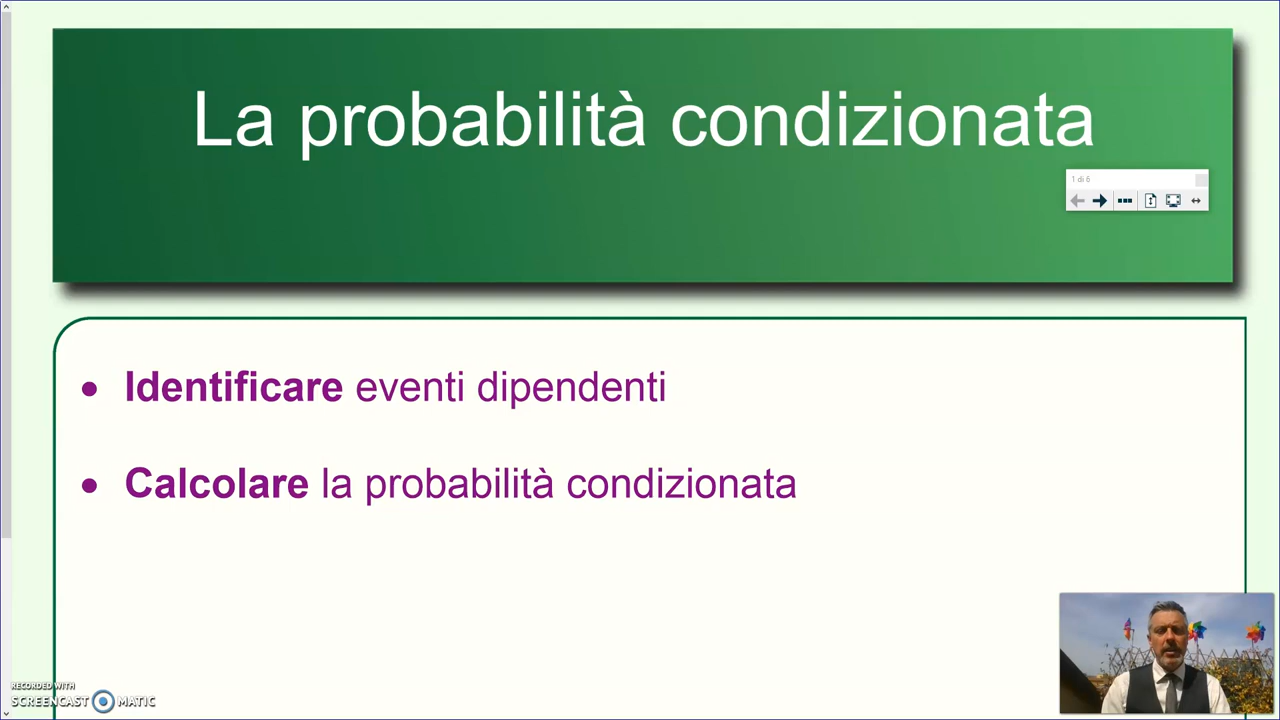 La probabilità condizionata
1 di 6
• Identificare eventi dipendenti
• Calcolare la probabilità condizionata
RECORDED WITH
SCREENCAST MATIC